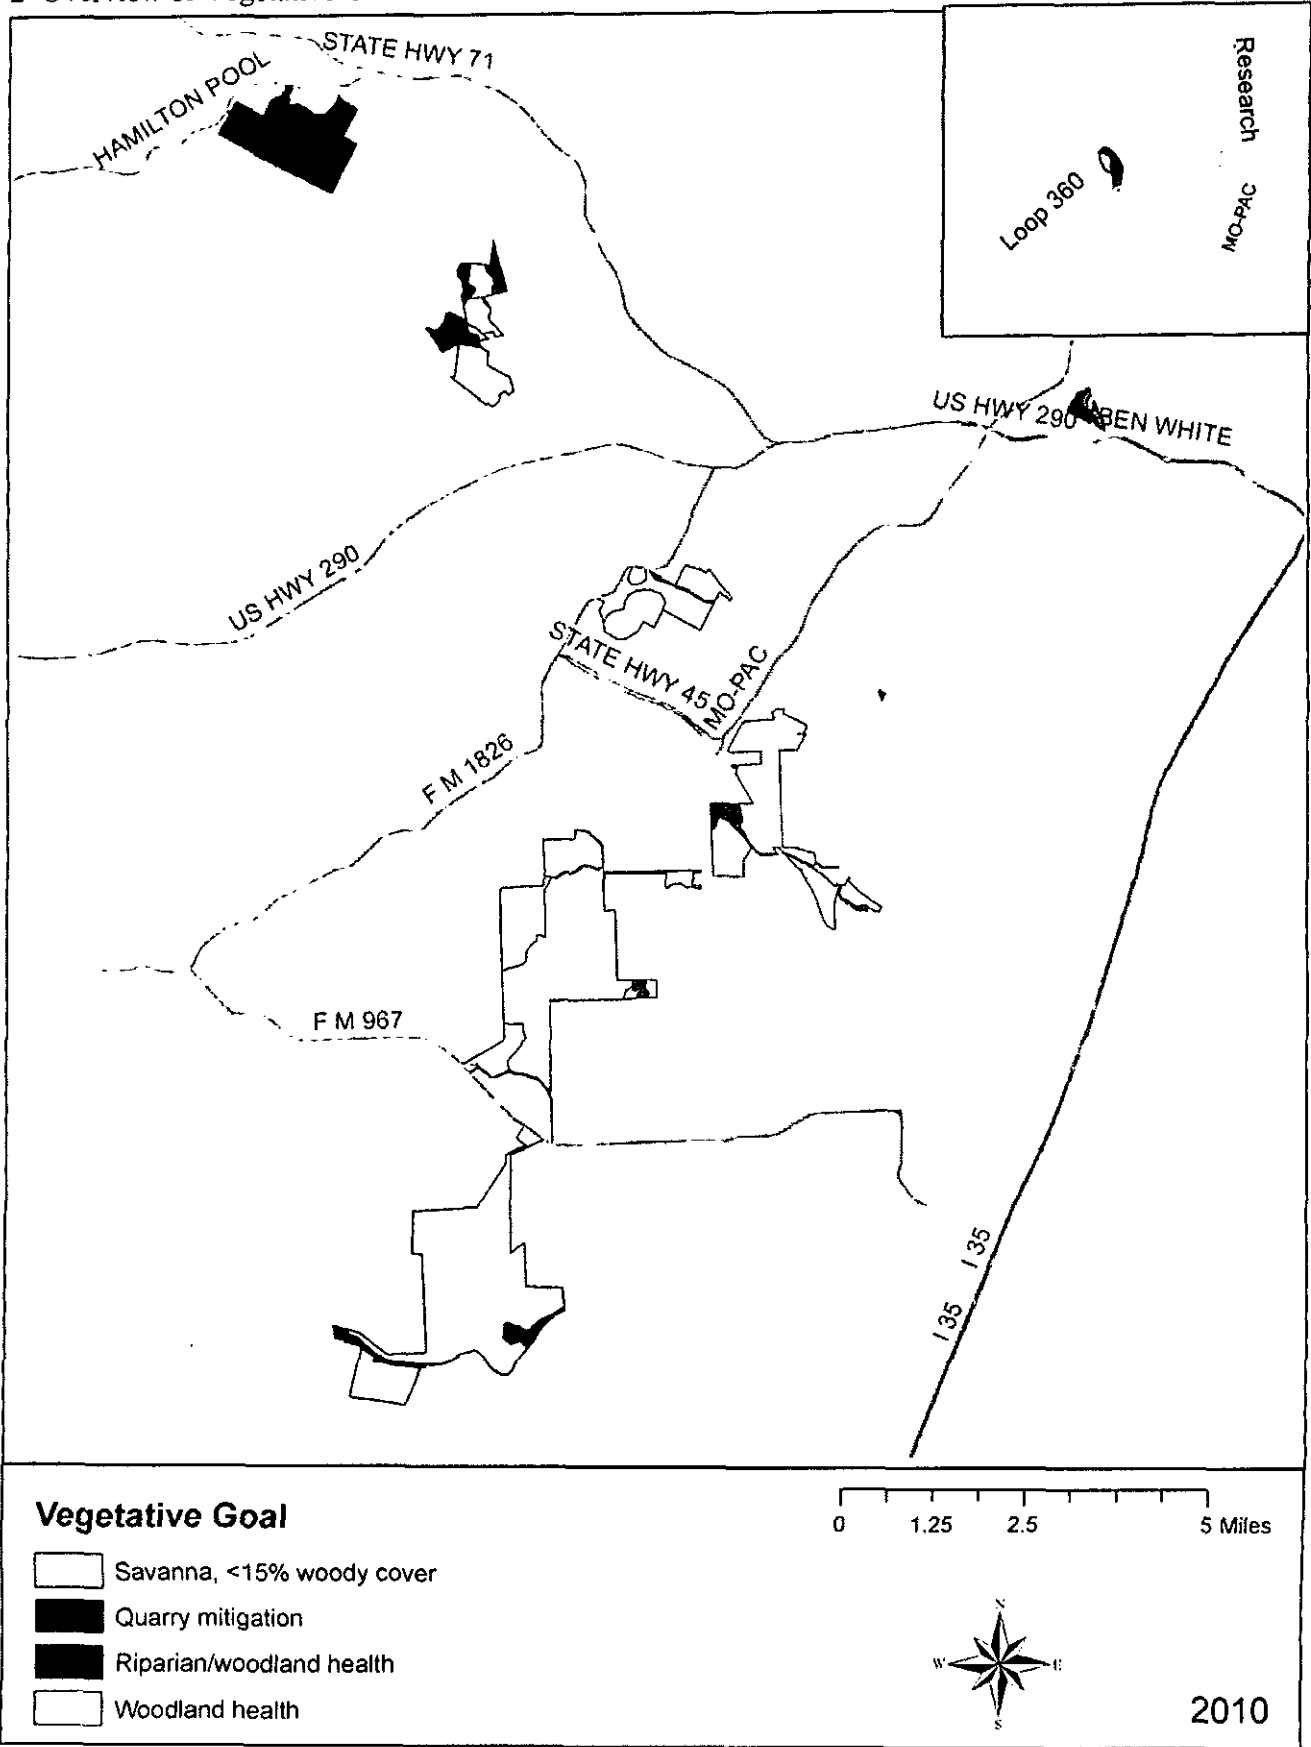 STATE HWY 71
HAMILTON POOL
Research
Loop 360
MO-PAC
US HWY 290
BEN WHITE
US HWY 290
STATE HWY 45
MO-PAC
F M 1826
F M 967
I 35
I 35
Vegetative Goal
Savanna, <15% woody cover
Quarry mitigation
Riparian/woodland health
Woodland health
0 1.25 2.5 5 Miles
N
W E
S
2010